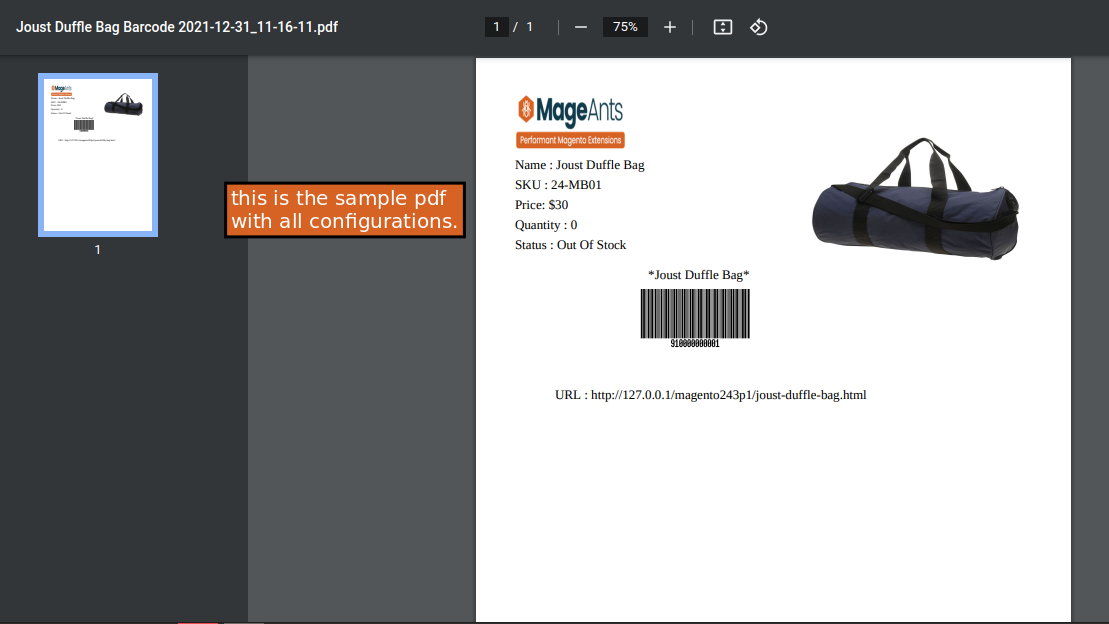 Joust Duffle Bag Barcode 2021-12-31_11-16-11.pdf
1 / 1
75%
1
this is the sample pdf
with all configurations.
MageAnts
Performant Magento Extensions
Name : Joust Duffle Bag
SKU : 24-MB01
Price: $30
Quantity : 0
Status : Out Of Stock
*Joust Duffle Bag*
910000000001
URL : http://127.0.0.1/magento243p1/joust-duffle-bag.html